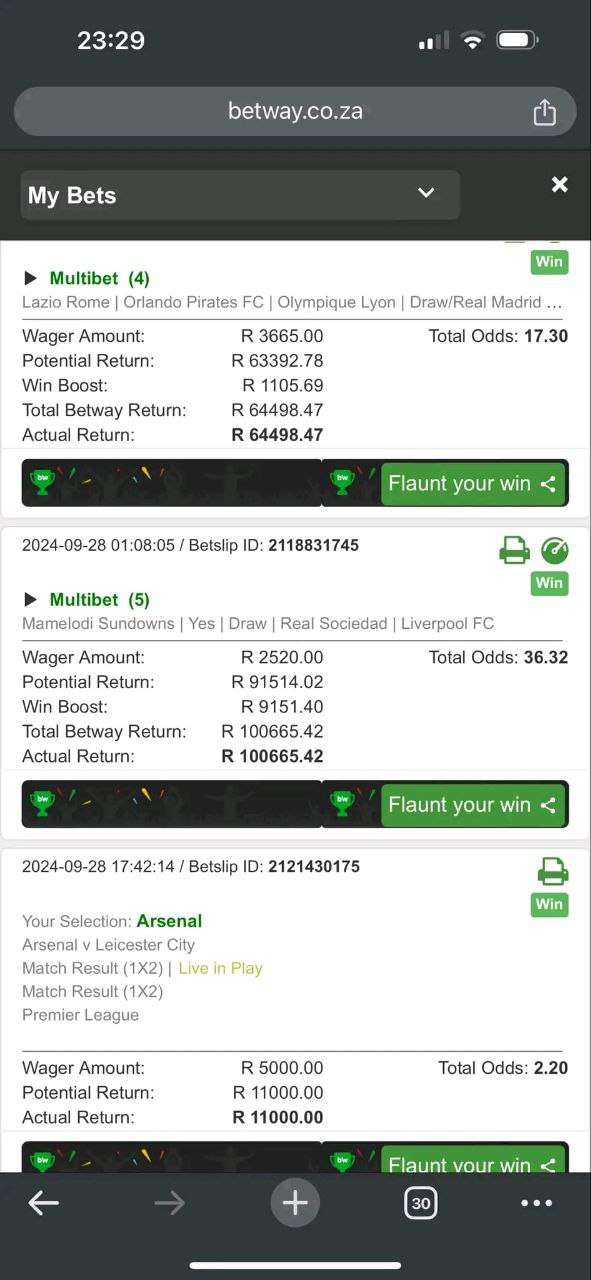 23:29
betway.co.za
My Bets
Win
Multibet (4)
Lazio Rome | Orlando Pirates FC | Olympique Lyon | Draw/Real Madrid ...
Wager Amount: R 3665.00 Total Odds: 17.30
Potential Return: R 63392.78
Win Boost: R 1105.69
Total Betway Return: R 64498.47
Actual Return: R 64498.47
bw bw Flaunt your win
2024-09-28 01:08:05 / Betslip ID: 2118831745
Win
Multibet (5)
Mamelodi Sundowns | Yes | Draw | Real Sociedad | Liverpool FC
Wager Amount: R 2520.00 Total Odds: 36.32
Potential Return: R 91514.02
Win Boost: R 9151.40
Total Betway Return: R 100665.42
Actual Return: R 100665.42
bw bw Flaunt your win
2024-09-28 17:42:14 / Betslip ID: 2121430175
Win
Your Selection: Arsenal
Arsenal v Leicester City
Match Result (1X2) | Live in Play
Match Result (1X2)
Premier League
Wager Amount: R 5000.00 Total Odds: 2.20
Potential Return: R 11000.00
Actual Return: R 11000.00
bw bw Flaunt your win
30